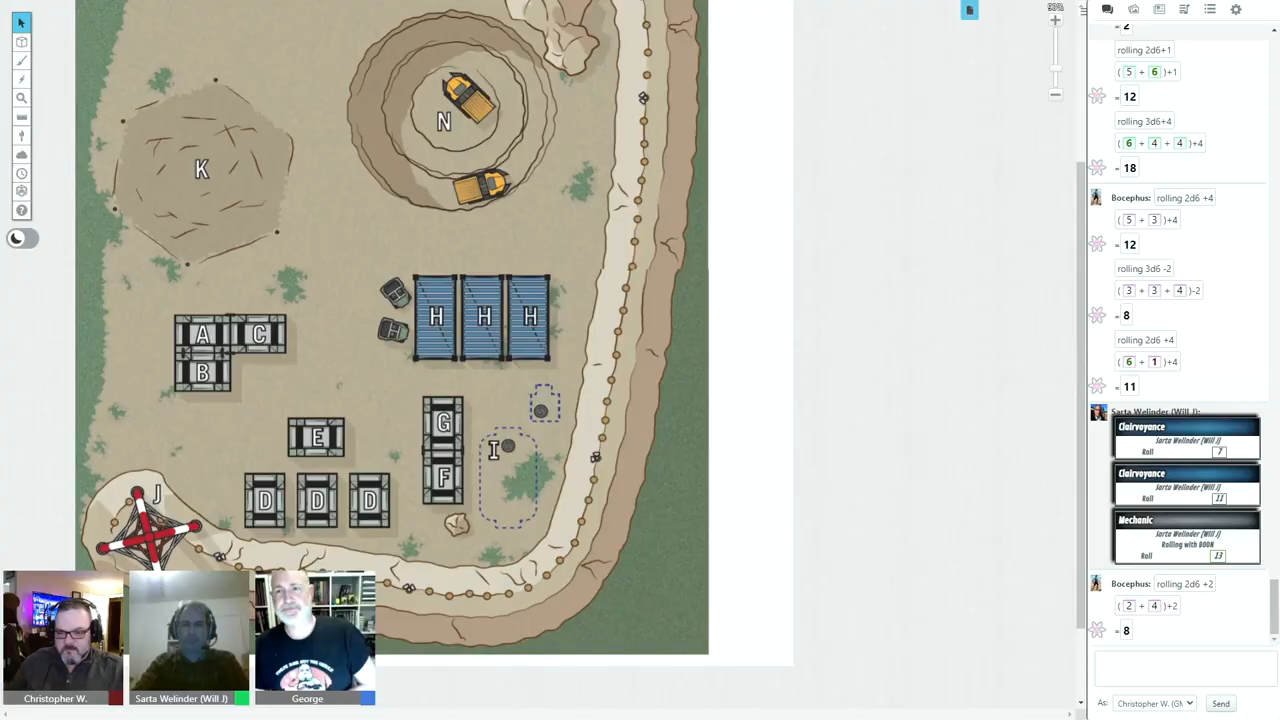 90%
N
K
H H H
A C
B
G
E
I
F
D D D
J
= 2
rolling 2d6+1
( 5 + 6 )+1
= 12
rolling 3d6+4
( 6 + 4 + 4 )+4
= 18
Bocephus: rolling 2d6 +4
( 5 + 3 )+4
= 12
rolling 3d6 -2
( 3 + 3 + 4 )-2
= 8
rolling 2d6 +4
( 6 + 1 )+4
= 11
Sarta Welinder (Will J):
Clairvoyance
Sarta Welinder (Will J)
Roll 7
Clairvoyance
Sarta Welinder (Will J)
Roll 11
Mechanic
Sarta Welinder (Will J)
Rolling with BOON
Roll 13
Bocephus: rolling 2d6 +2
( 2 + 4 )+2
= 8
As: Christopher W. (GM
Send
Christopher W.
Sarta Welinder (Will J)
George